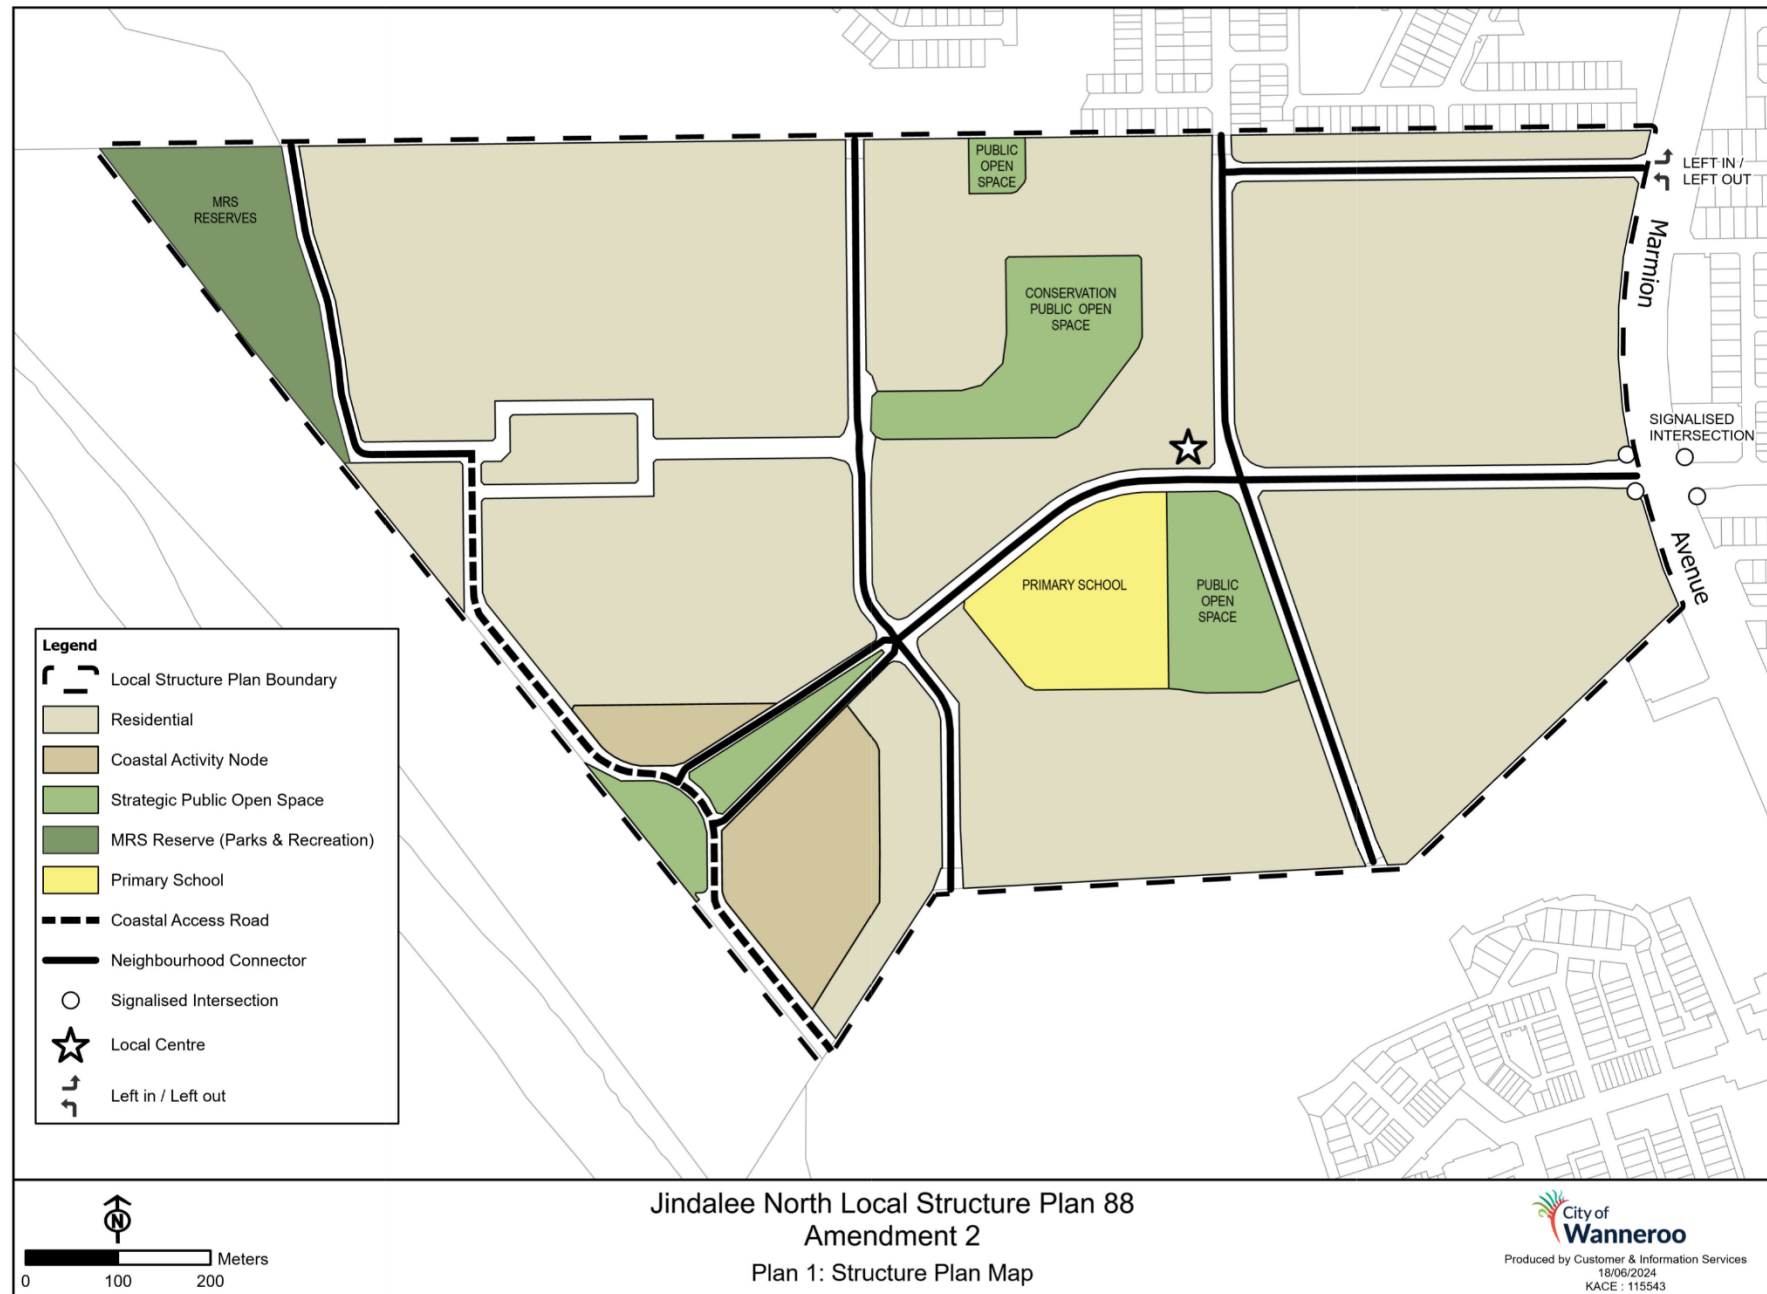 PUBLIC
OPEN
SPACE
LEFT IN /
LEFT OUT
MRS
RESERVES
Marmion
CONSERVATION
PUBLIC OPEN
SPACE
SIGNALISED
INTERSECTION
Avenue
PRIMARY SCHOOL
PUBLIC
OPEN
SPACE
Legend
Local Structure Plan Boundary
Residential
Coastal Activity Node
Strategic Public Open Space
MRS Reserve (Parks & Recreation)
Primary School
Coastal Access Road
Neighbourhood Connector
Signalised Intersection
Local Centre
Left in / Left out
N
Meters
0 100 200
Jindalee North Local Structure Plan 88
Amendment 2
Plan 1: Structure Plan Map
City of
Wanneroo
Produced by Customer & Information Services
18/06/2024
KACE : 115543